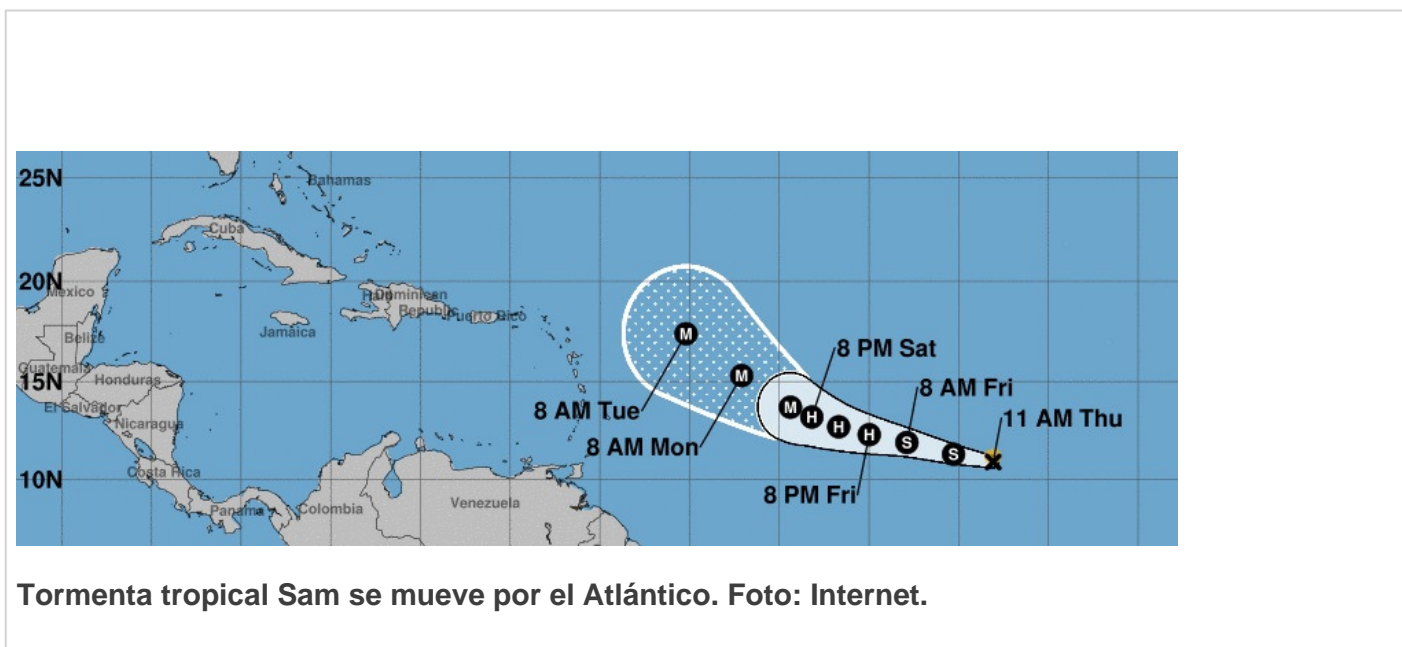 25N
Bahamas
Cuba
20N
Mexico
Haiti
Dominican
Republic
Puerto Rico
Jamaica
Belize
Guatemala
15N
Honduras
El Salvador
Nicaragua
Costa Rica
10N
Panama
Colombia
Venezuela
M
M
M
H
H
H
S
S
8 PM Sat
8 AM Fri
11 AM Thu
8 AM Tue
8 AM Mon
8 PM Fri
Tormenta tropical Sam se mueve por el Atlántico. Foto: Internet.